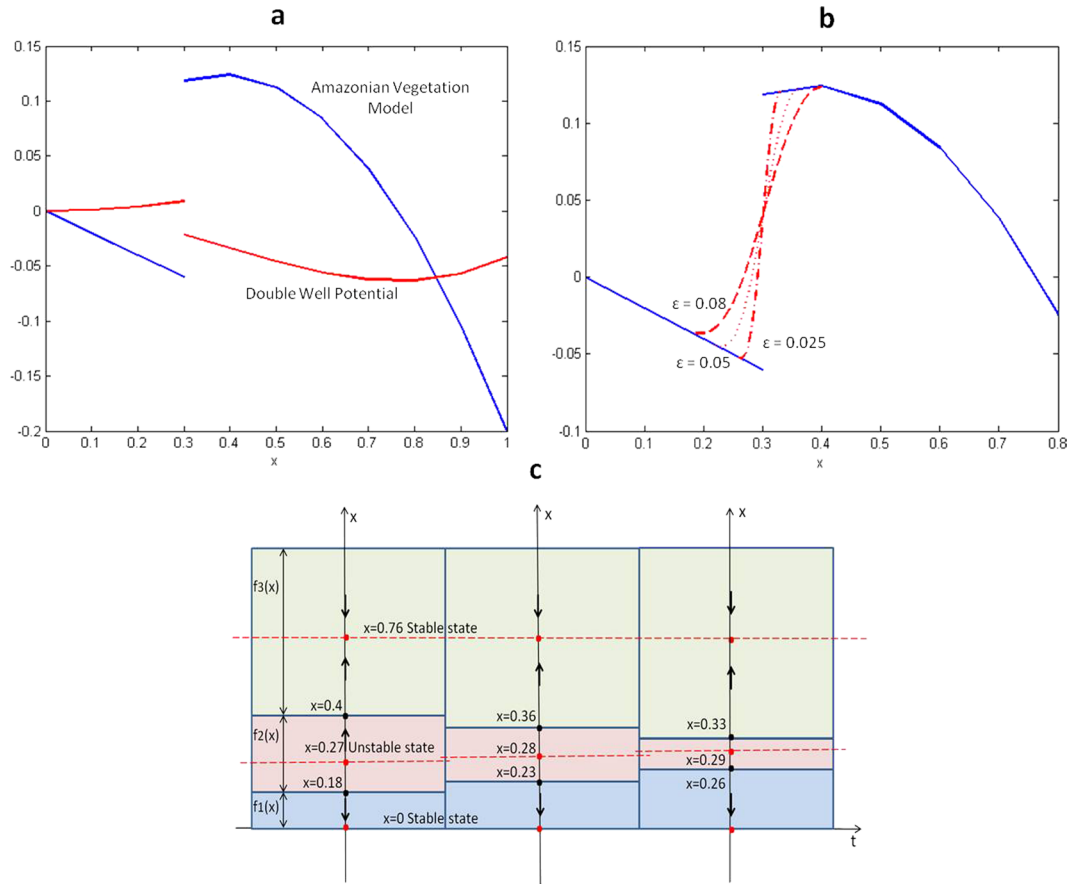 a
0.15
0.1
0.05
0
-0.05
-0.1
-0.15
-0.2
0 0.1 0.2 0.3 0.4 0.5 0.6 0.7 0.8 0.9 1
x
Amazonian Vegetation
Model
Double Well Potential
b
0.15
0.1
0.05
0
-0.05
-0.1
0 0.1 0.2 0.3 0.4 0.5 0.6 0.7 0.8
x
ε = 0.08
ε = 0.05
ε = 0.025
c
x x x
f3(x)
x=0.76 Stable state
x=0.4
x=0.36
x=0.33
f2(x)
x=0.27 Unstable state
x=0.28
x=0.29
x=0.18
x=0.23
x=0.26
f1(x)
x=0 Stable state
t